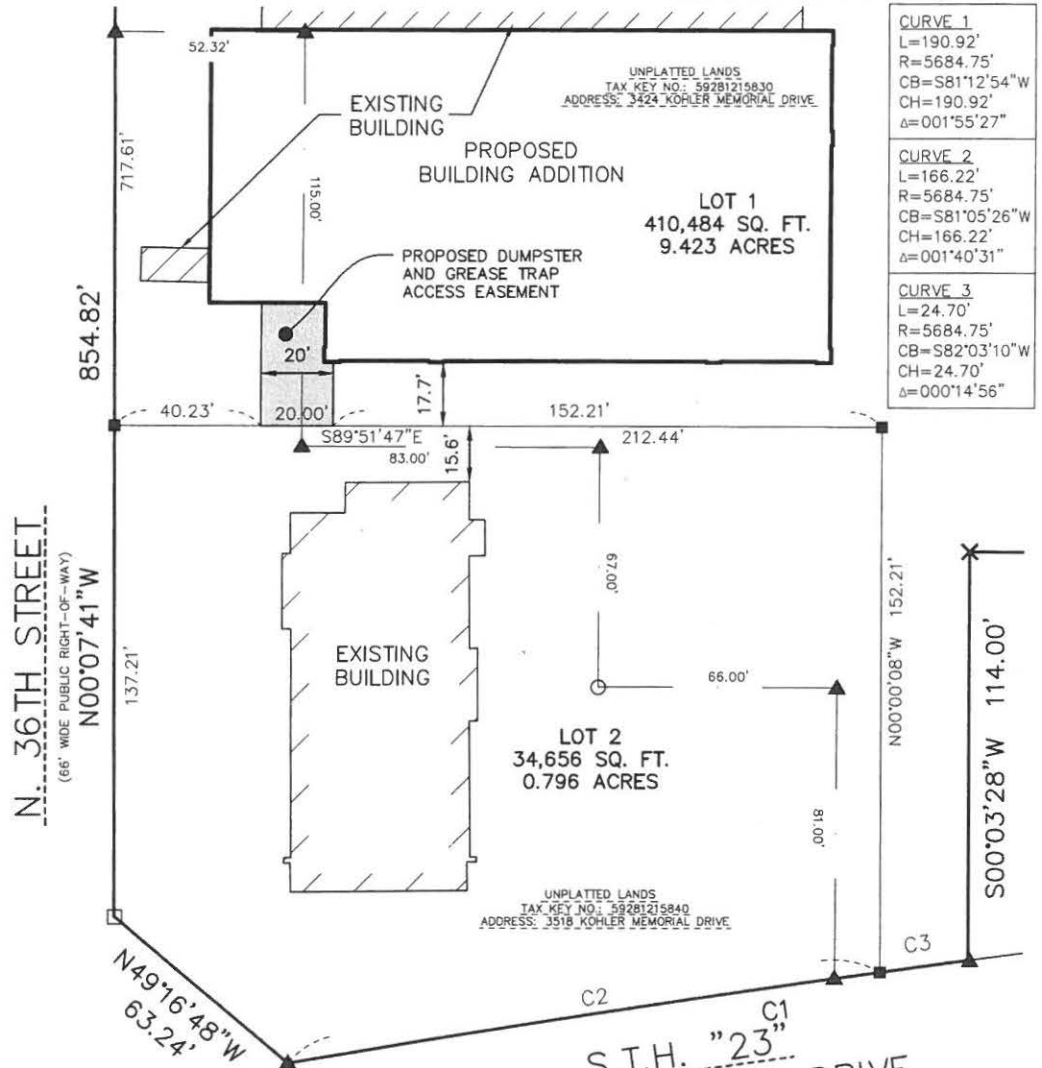 52.32'
UNPLATTED LANDS
TAX KEY NO.: 59281215830
ADDRESS: 3424 KOHLER MEMORIAL DRIVE
EXISTING
BUILDING
PROPOSED
BUILDING ADDITION
717.61'
115.00'
LOT 1
410,484 SQ. FT.
9.423 ACRES
PROPOSED DUMPSTER
AND GREASE TRAP
ACCESS EASEMENT
854.82'
20'
17.7'
40.23'
20.00'
152.21'
S89°51'47"E
83.00'
15.6'
212.44'
CURVE 1
L=190.92'
R=5684.75'
CB=S81°12'54"W
CH=190.92'
Δ=001°55'27"
CURVE 2
L=166.22'
R=5684.75'
CB=S81°05'26"W
CH=166.22'
Δ=001°40'31"
CURVE 3
L=24.70'
R=5684.75'
CB=S82°03'10"W
CH=24.70'
Δ=000°14'56"
N. 36TH STREET
(66' WIDE PUBLIC RIGHT-OF-WAY)
N00°07'41"W
137.21'
EXISTING
BUILDING
67.00'
66.00'
LOT 2
34,656 SQ. FT.
0.796 ACRES
81.00'
N00°00'08"W 152.21'
S00°03'28"W 114.00'
UNPLATTED LANDS
TAX KEY NO.: 59281215840
ADDRESS: 3518 KOHLER MEMORIAL DRIVE
N49°16'48"W
63.24'
C2
C3
C1
S.T.H. "23"
DRIVE